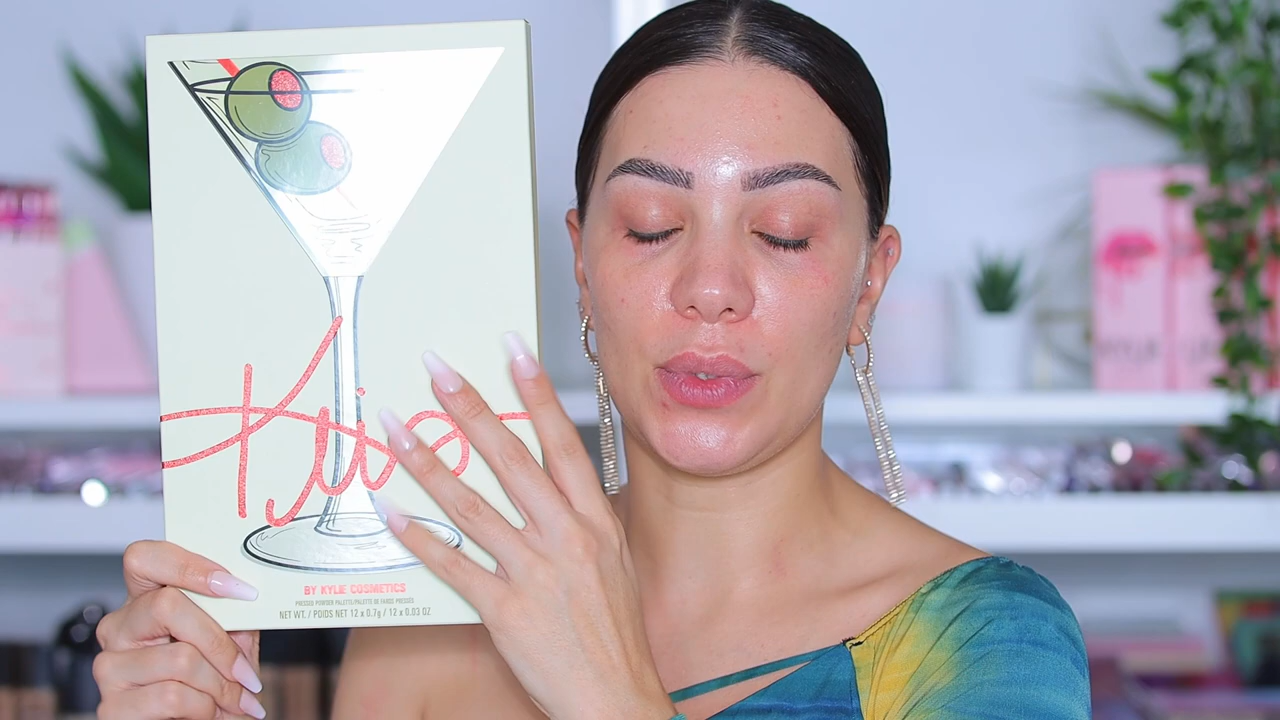 Kris
BY KYLIE COSMETICS
PRESSED POWDER PALETTE/PALETTE DE FARDS PRESSÉS
NET WT. / POIDS NET 12 x 0.7g / 12 x 0.03 OZ